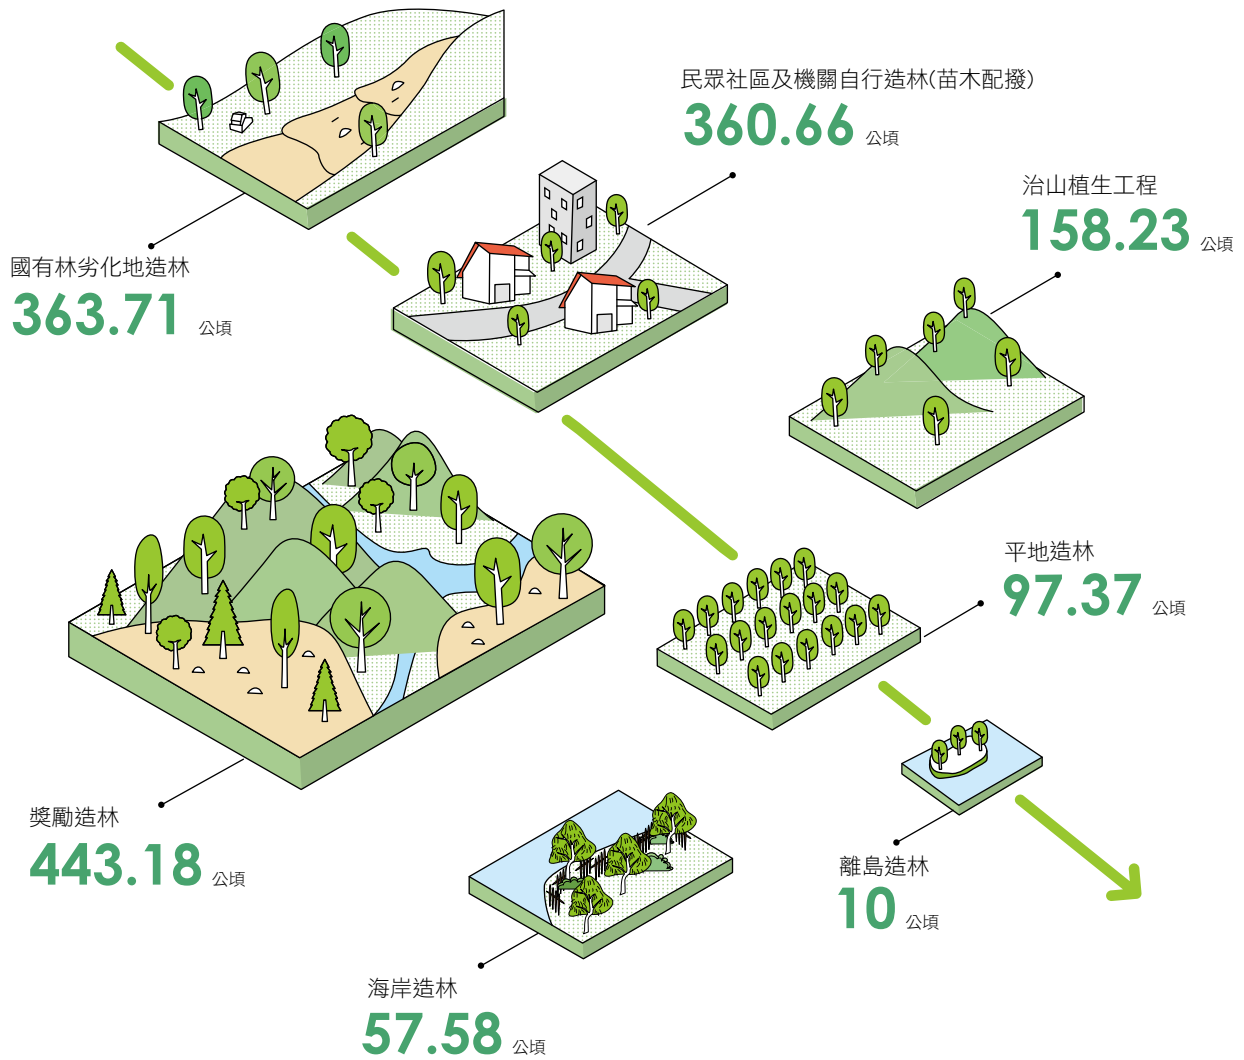 民眾社區及機關自行造林(苗木配撥)
360.66 公頃
治山植生工程
158.23 公頃
國有林劣化地造林
363.71 公頃
平地造林
97.37 公頃
獎勵造林
443.18 公頃
離島造林
10 公頃
海岸造林
57.58 公頃